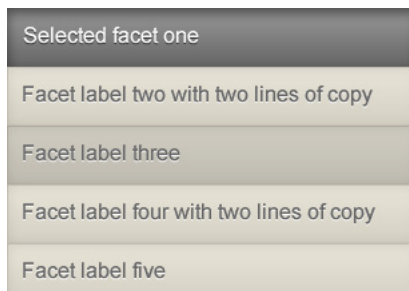 Selected facet one
Facet label two with two lines of copy
Facet label three
Facet label four with two lines of copy
Facet label five